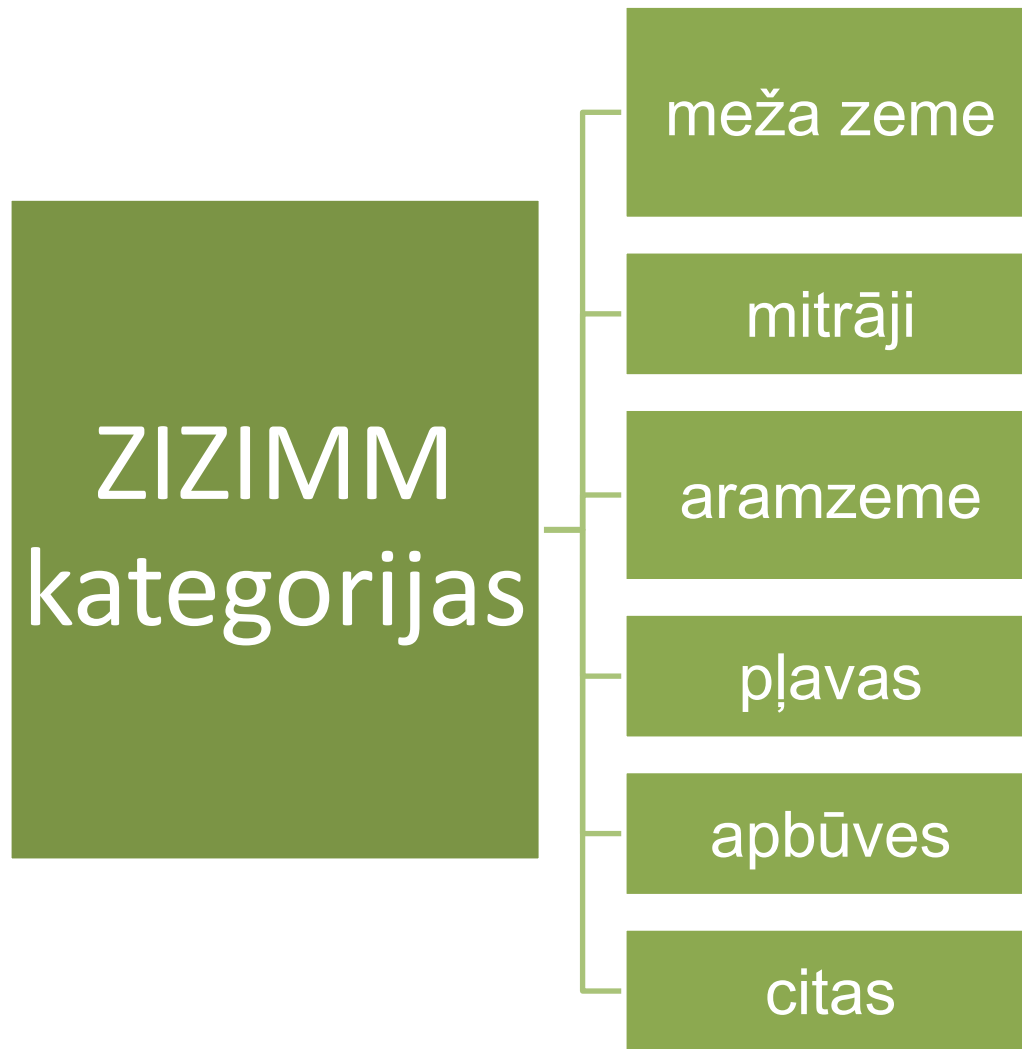 ZIZIMM
kategorijas
meža zeme
mitrāji
aramzeme
pļavas
apbūves
citas